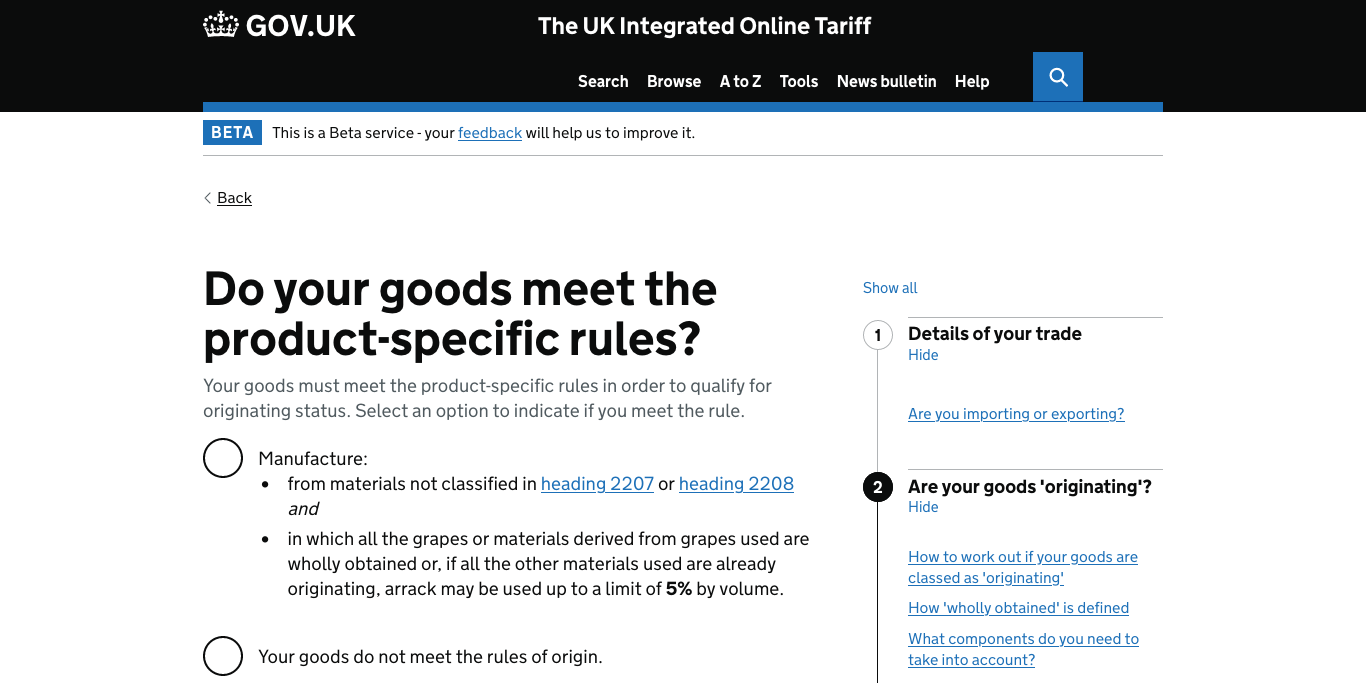 GOV.UK
The UK Integrated Online Tariff
Search Browse A to Z Tools News bulletin Help
BETA This is a Beta service - your feedback will help us to improve it.
Back
Do your goods meet the
product-specific rules?
Your goods must meet the product-specific rules in order to qualify for
originating status. Select an option to indicate if you meet the rule.
Manufacture:
• from materials not classified in heading 2207 or heading 2208
and
• in which all the grapes or materials derived from grapes used are
wholly obtained or, if all the other materials used are already
originating, arrack may be used up to a limit of 5% by volume.
Your goods do not meet the rules of origin.
Show all
1 Details of your trade
Hide
Are you importing or exporting?
2 Are your goods 'originating'?
Hide
How to work out if your goods are
classed as 'originating'
How 'wholly obtained' is defined
What components do you need to
take into account?